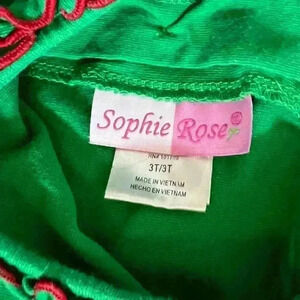 Sophie Rose
3T/3T
MADE IN VIETNAM
HECHO EN VIETNAM